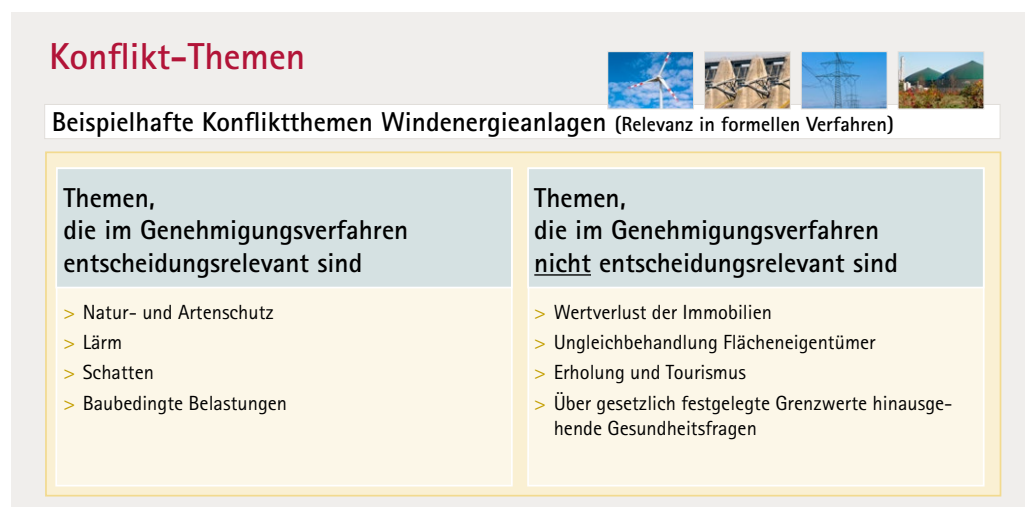 Konflikt-Themen
Beispielhafte Konfliktthemen Windenergieanlagen (Relevanz in formellen Verfahren)
Themen,
die im Genehmigungsverfahren
entscheidungsrelevant sind
> Natur- und Artenschutz
> Lärm
> Schatten
> Baubedingte Belastungen
Themen,
die im Genehmigungsverfahren
nicht entscheidungsrelevant sind
> Wertverlust der Immobilien
> Ungleichbehandlung Flächeneigentümer
> Erholung und Tourismus
> Über gesetzlich festgelegte Grenzwerte hinausge-
hende Gesundheitsfragen